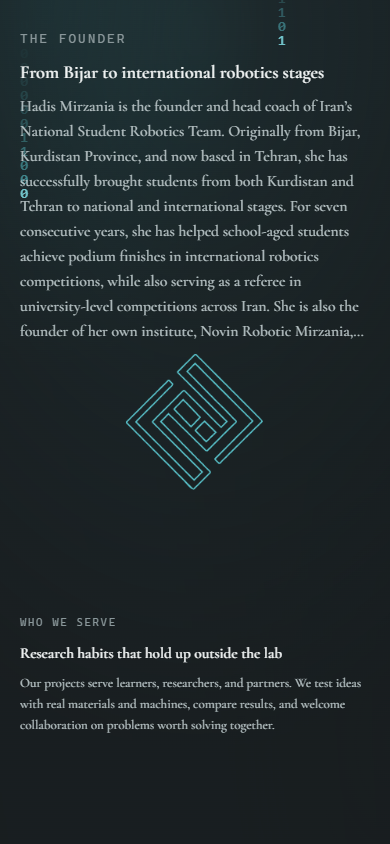 1
1
0
1
THE FOUNDER
From Bijar to international robotics stages
Hadis Mirzania is the founder and head coach of Iran's
National Student Robotics Team. Originally from Bijar,
Kurdistan Province, and now based in Tehran, she has
successfully brought students from both Kurdistan and
Tehran to national and international stages. For seven
consecutive years, she has helped school-aged students
achieve podium finishes in international robotics
competitions, while also serving as a referee in
university-level competitions across Iran. She is also the
founder of her own institute, Novin Robotic Mirzania,...
WHO WE SERVE
Research habits that hold up outside the lab
Our projects serve learners, researchers, and partners. We test ideas
with real materials and machines, compare results, and welcome
collaboration on problems worth solving together.